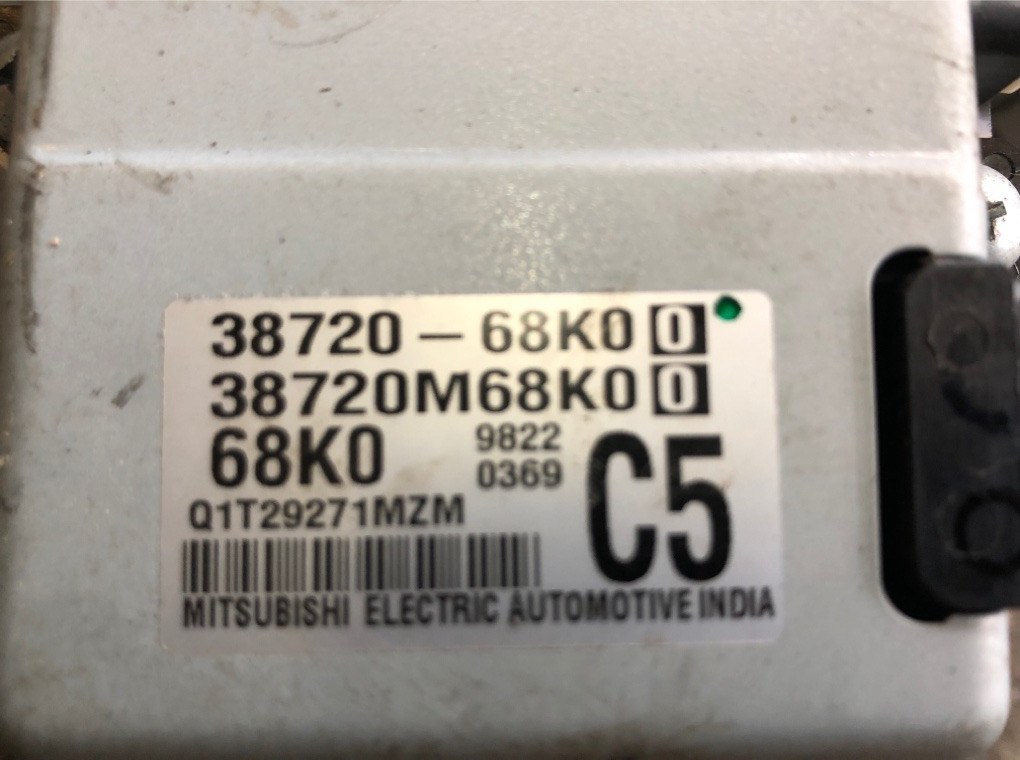 38720-68K00
38720M68K00
68K0 9822 C5
0369
Q1T29271MZM
MITSUBISHI ELECTRIC AUTOMOTIVE INDIA